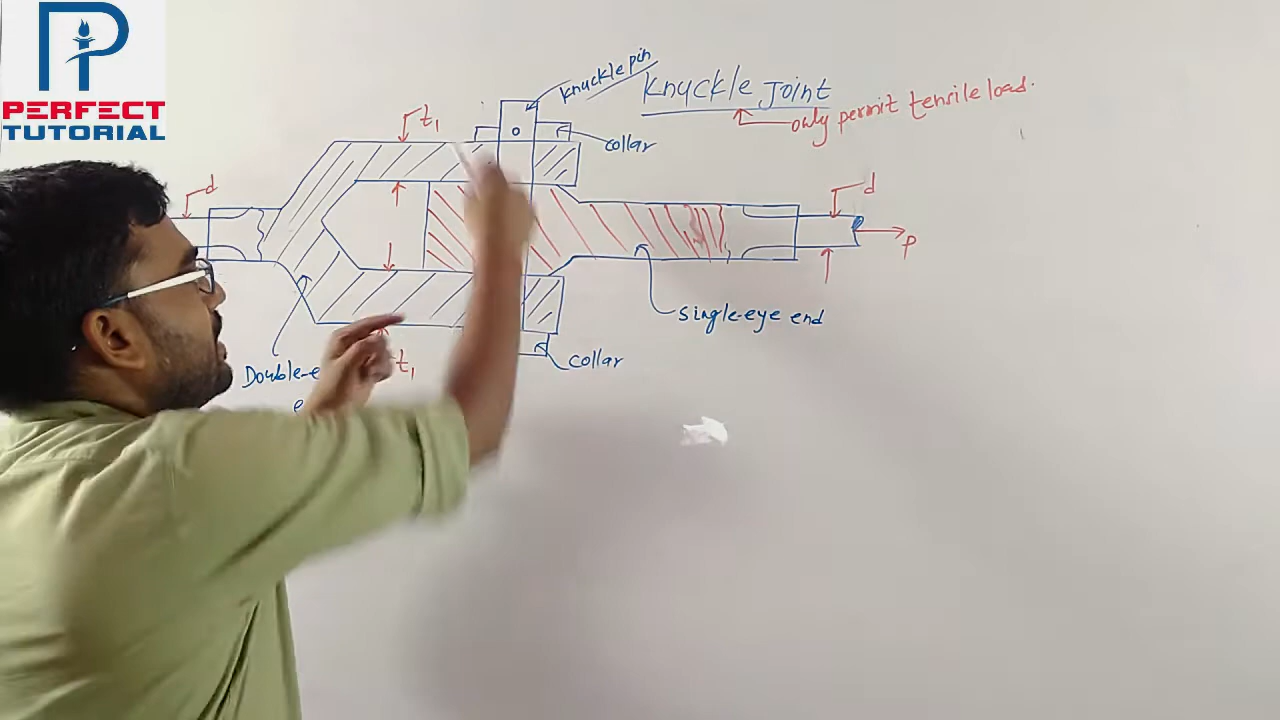 PERFECT
TUTORIAL
Knuckle pin
Knuckle Joint
only permit tensile load.
t1
collar
d
d
P
single-eye end
collar
t1